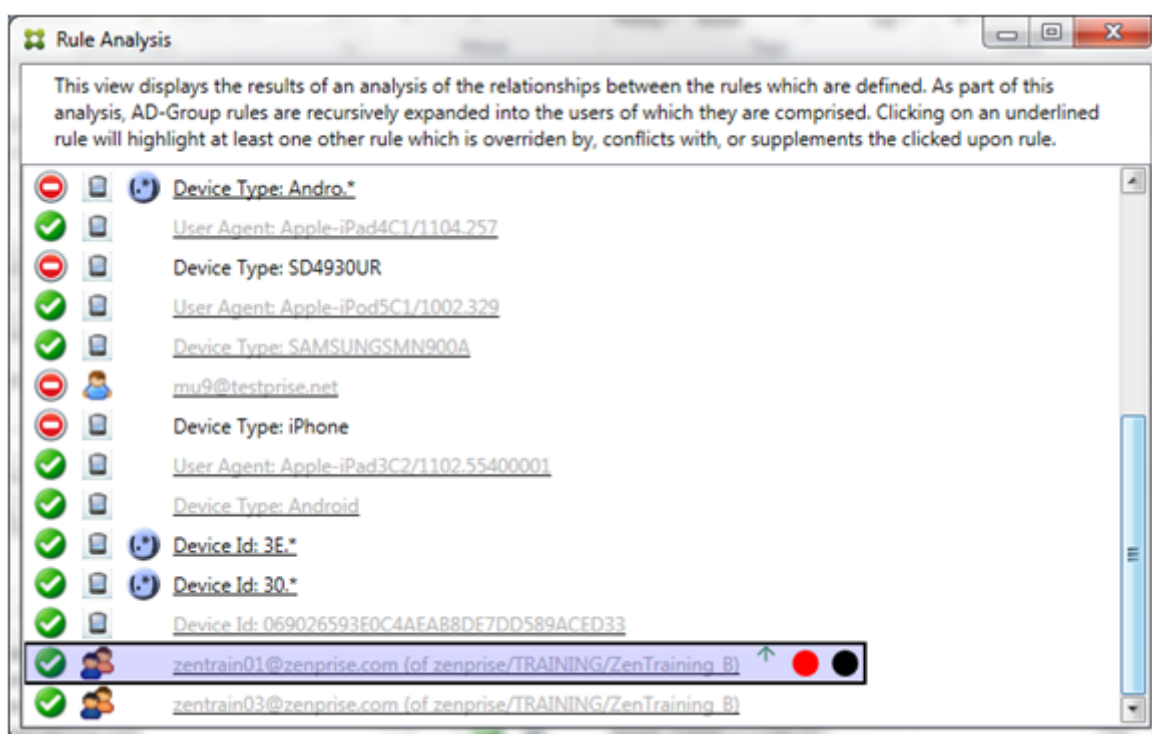 Rule Analysis
This view displays the results of an analysis of the relationships between the rules which are defined. As part of this
analysis, AD-Group rules are recursively expanded into the users of which they are comprised. Clicking on an underlined
rule will highlight at least one other rule which is overriden by, conflicts with, or supplements the clicked upon rule.
(.*) Device Type: Andro.*
User Agent: Apple-iPad4C1/1104.257
Device Type: SD4930UR
User Agent: Apple-iPod5C1/1002.329
Device Type: SAMSUNGSMN900A
mu9@testprise.net
Device Type: iPhone
User Agent: Apple-iPad3C2/1102.55400001
Device Type: Android
(.*) Device Id: 3E.*
(.*) Device Id: 30.*
Device Id: 069026593E0C4AEAB8DE7DD589ACED33
zentrain01@zenprise.com (of zenprise/TRAINING/ZenTraining_B)
zentrain03@zenprise.com (of zenprise/TRAINING/ZenTraining_B)